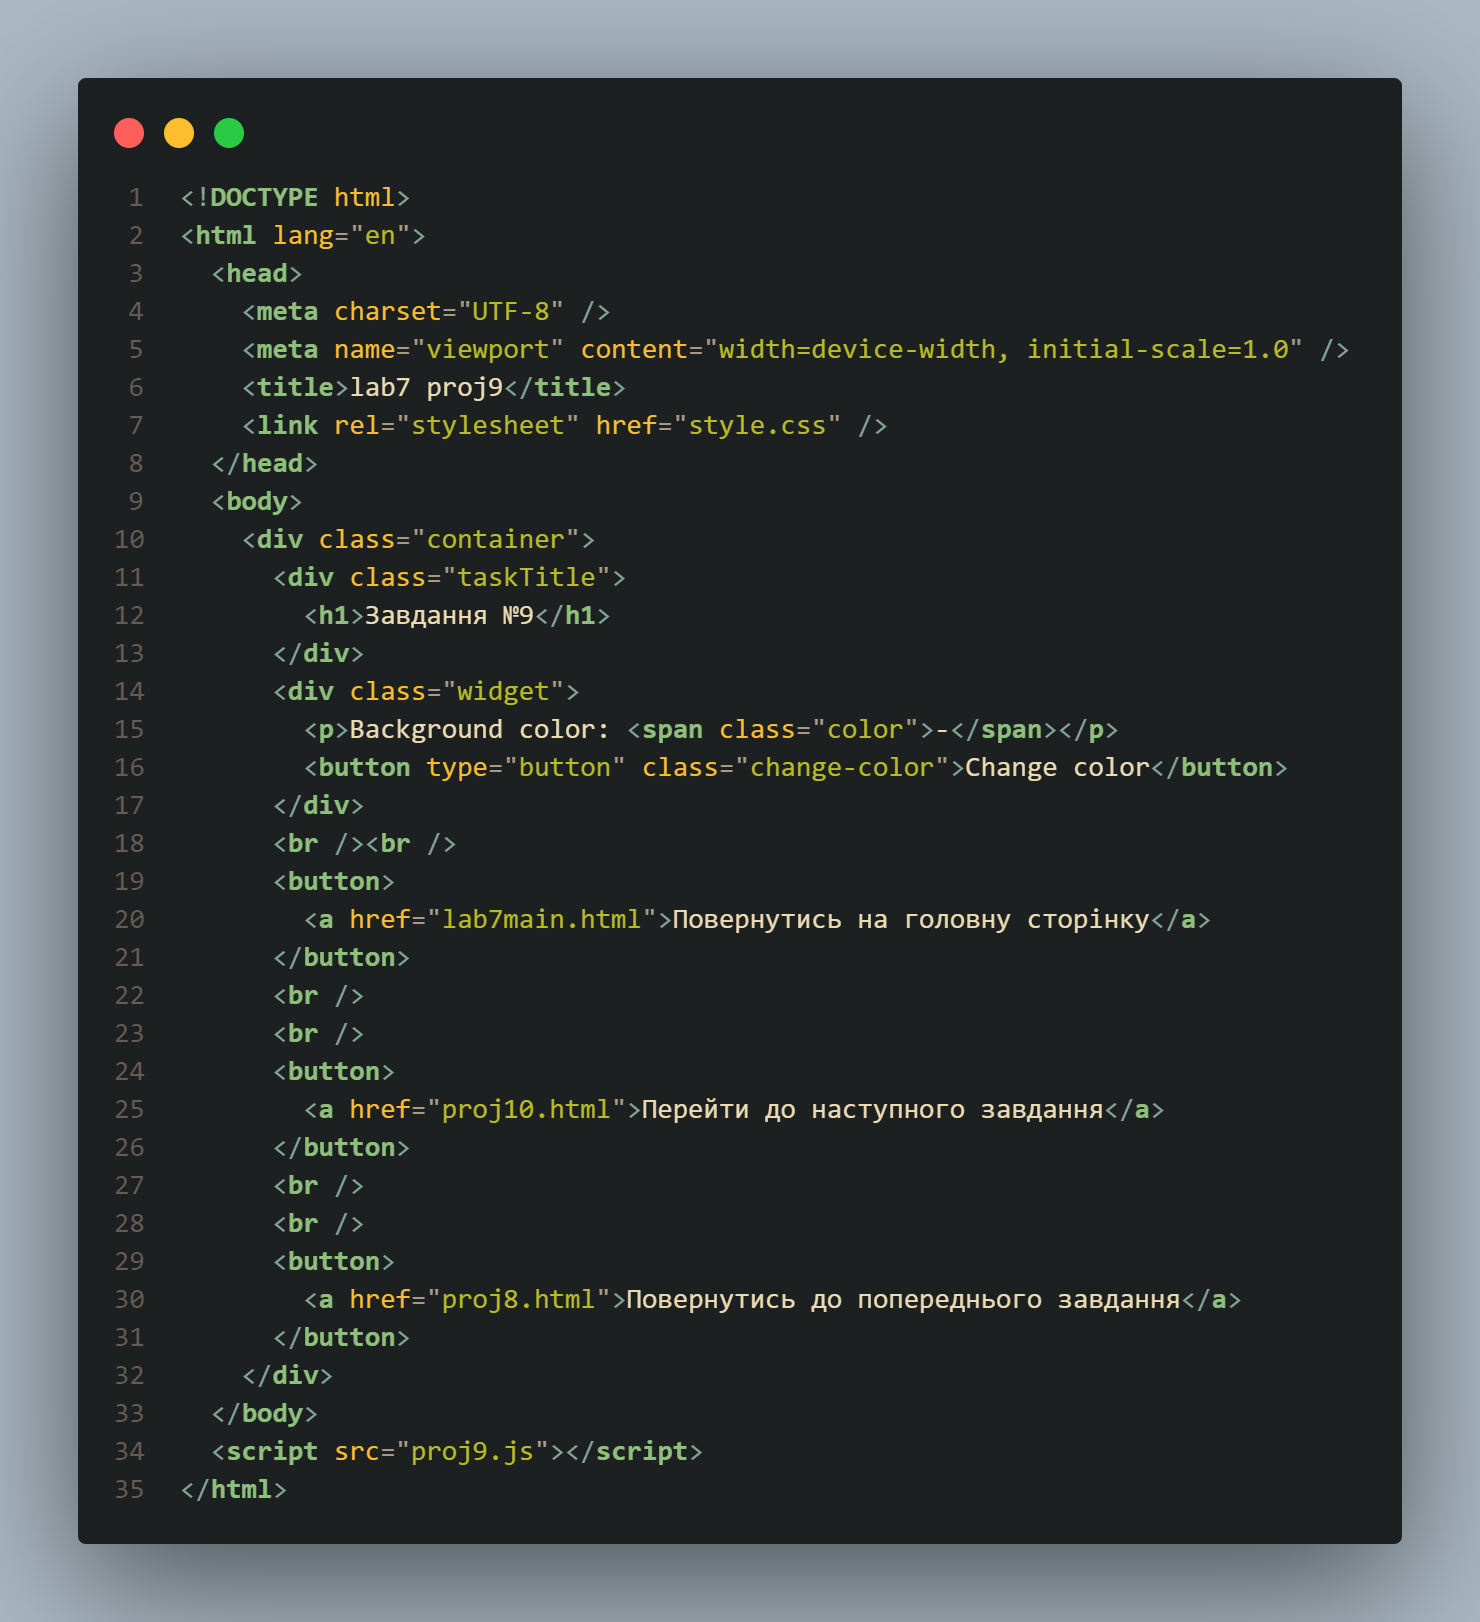 1 <!DOCTYPE html>
2 <html lang="en">
3   <head>
4     <meta charset="UTF-8" />
5     <meta name="viewport" content="width=device-width, initial-scale=1.0" />
6     <title>lab7 proj9</title>
7     <link rel="stylesheet" href="style.css" />
8   </head>
9   <body>
10     <div class="container">
11       <div class="taskTitle">
12         <h1>Завдання №9</h1>
13       </div>
14       <div class="widget">
15         <p>Background color: <span class="color">-</span></p>
16         <button type="button" class="change-color">Change color</button>
17       </div>
18       <br /><br />
19       <button>
20         <a href="lab7main.html">Повернутись на головну сторінку</a>
21       </button>
22       <br />
23       <br />
24       <button>
25         <a href="proj10.html">Перейти до наступного завдання</a>
26       </button>
27       <br />
28       <br />
29       <button>
30         <a href="proj8.html">Повернутись до попереднього завдання</a>
31       </button>
32     </div>
33   </body>
34   <script src="proj9.js"></script>
35 </html>